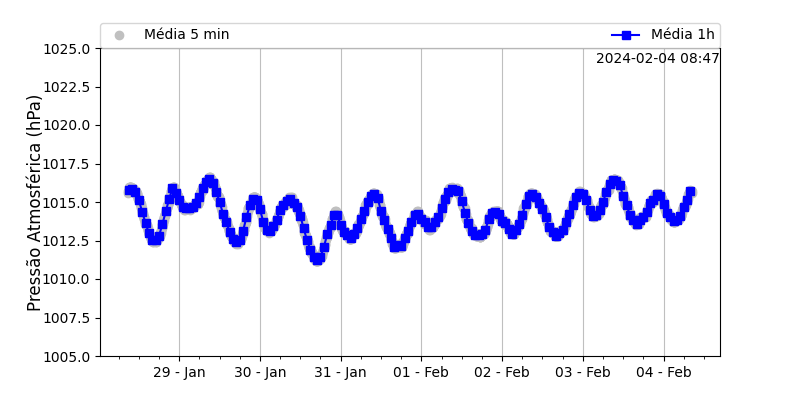 Média 5 min
Média 1h
2024-02-04 08:47
Pressão Atmosférica (hPa)
1025.0
1022.5
1020.0
1017.5
1015.0
1012.5
1010.0
1007.5
1005.0
29 - Jan
30 - Jan
31 - Jan
01 - Feb
02 - Feb
03 - Feb
04 - Feb